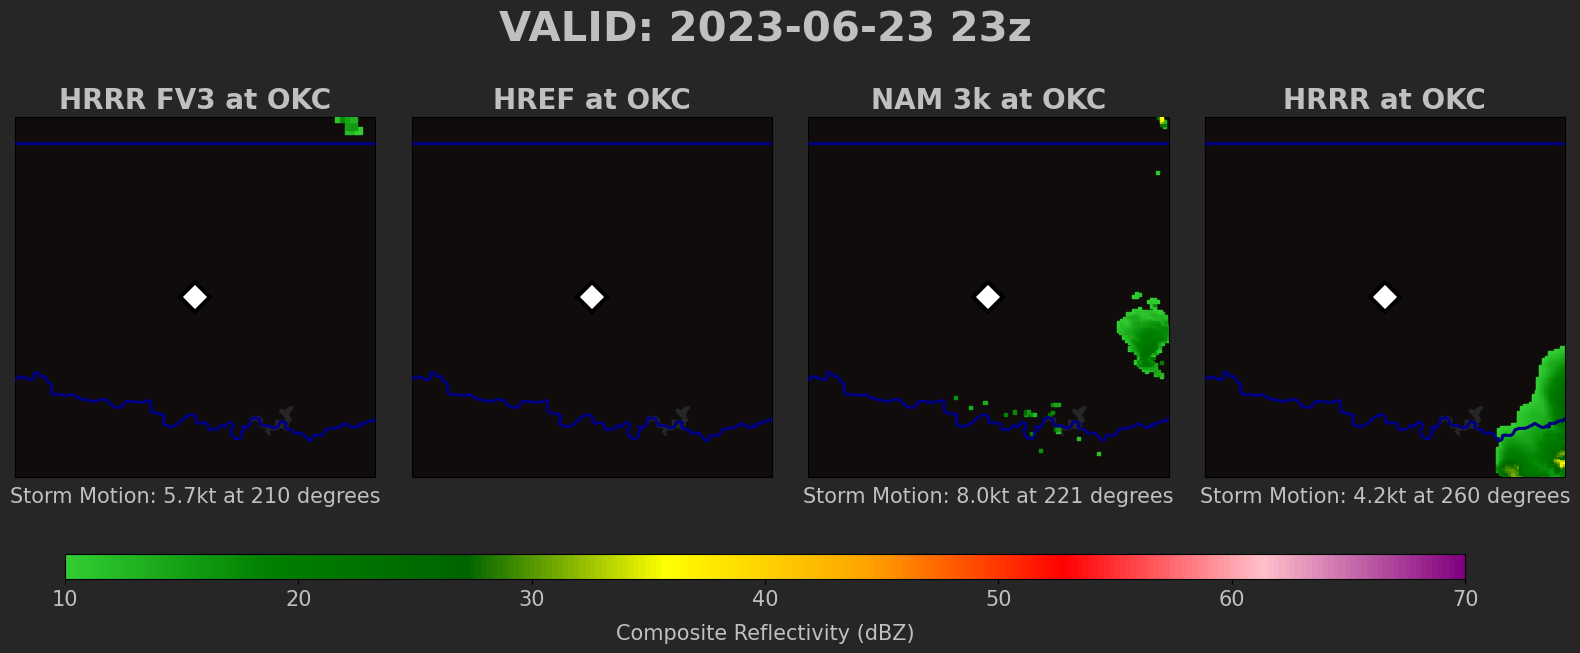 VALID: 2023-06-23 23z
HRRR FV3 at OKC
HREF at OKC
NAM 3k at OKC
HRRR at OKC
Storm Motion: 5.7kt at 210 degrees
Storm Motion: 8.0kt at 221 degrees
Storm Motion: 4.2kt at 260 degrees
10 20 30 40 50 60 70
Composite Reflectivity (dBZ)